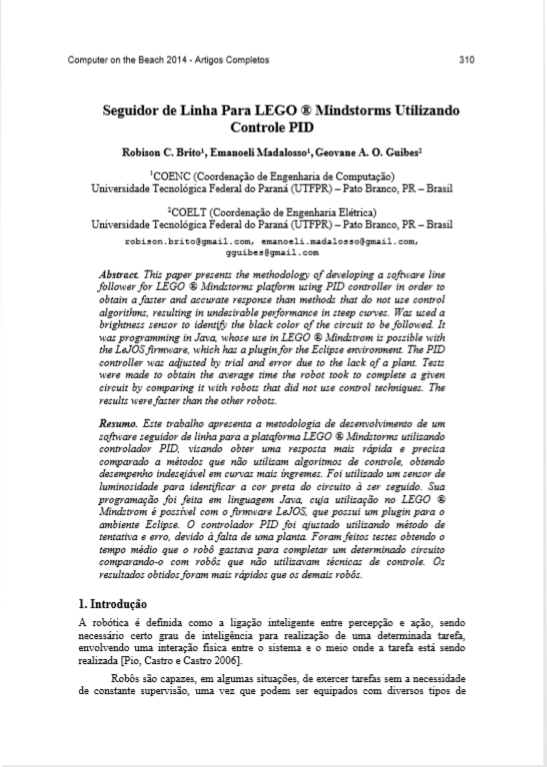 Computer on the Beach 2014 - Artigos Completos 310
Seguidor de Linha Para LEGO ® Mindstorms Utilizando
Controle PID
Robison C. Brito¹, Emanoeli Madalosso¹, Geovane A. O. Guibes²
¹COENC (Coordenação de Engenharia de Computação)
Universidade Tecnológica Federal do Paraná (UTFPR) – Pato Branco, PR – Brasil
²COELT (Coordenação de Engenharia Elétrica)
Universidade Tecnológica Federal do Paraná (UTFPR) – Pato Branco, PR – Brasil
robison.brito@gmail.com, emanoeli.madalosso@gmail.com,
gguibes@gmail.com
Abstract. This paper presents the methodology of developing a software line
follower for LEGO ® Mindstorms platform using PID controller in order to
obtain a faster and accurate response than methods that do not use control
algorithms, resulting in undesirable performance in steep curves. Was used a
brightness sensor to identify the black color of the circuit to be followed. It
was programming in Java, whose use in LEGO ® Mindstrom is possible with
the LeJOS firmware, which has a plugin for the Eclipse environment. The PID
controller was adjusted by trial and error due to the lack of a plant. Tests
were made to obtain the average time the robot took to complete a given
circuit by comparing it with robots that did not use control techniques. The
results were faster than the other robots.
Resumo. Este trabalho apresenta a metodologia de desenvolvimento de um
software seguidor de linha para a plataforma LEGO ® Mindstorms utilizando
controlador PID, visando obter uma resposta mais rápida e precisa
comparado a métodos que não utilizam algoritmos de controle, obtendo
desempenho indesejável em curvas mais íngremes. Foi utilizado um sensor de
luminosidade para identificar a cor preta do circuito à ser seguido. Sua
programação foi feita em linguagem Java, cuja utilização no LEGO ®
Mindstrom é possível com o firmware LeJOS, que possui um plugin para o
ambiente Eclipse. O controlador PID foi ajustado utilizando método de
tentativa e erro, devido à falta de uma planta. Foram feitos testes obtendo o
tempo médio que o robô gastava para completar um determinado circuito
comparando-o com robôs que não utilizavam técnicas de controle. Os
resultados obtidos foram mais rápidos que os demais robôs.
1. Introdução
A robótica é definida como a ligação inteligente entre percepção e ação, sendo
necessário certo grau de inteligência para realização de uma determinada tarefa,
envolvendo uma interação física entre o sistema e o meio onde a tarefa está sendo
realizada [Pio, Castro e Castro 2006].
Robôs são capazes, em algumas situações, de exercer tarefas sem a necessidade
de constante supervisão, uma vez que podem ser equipados com diversos tipos de